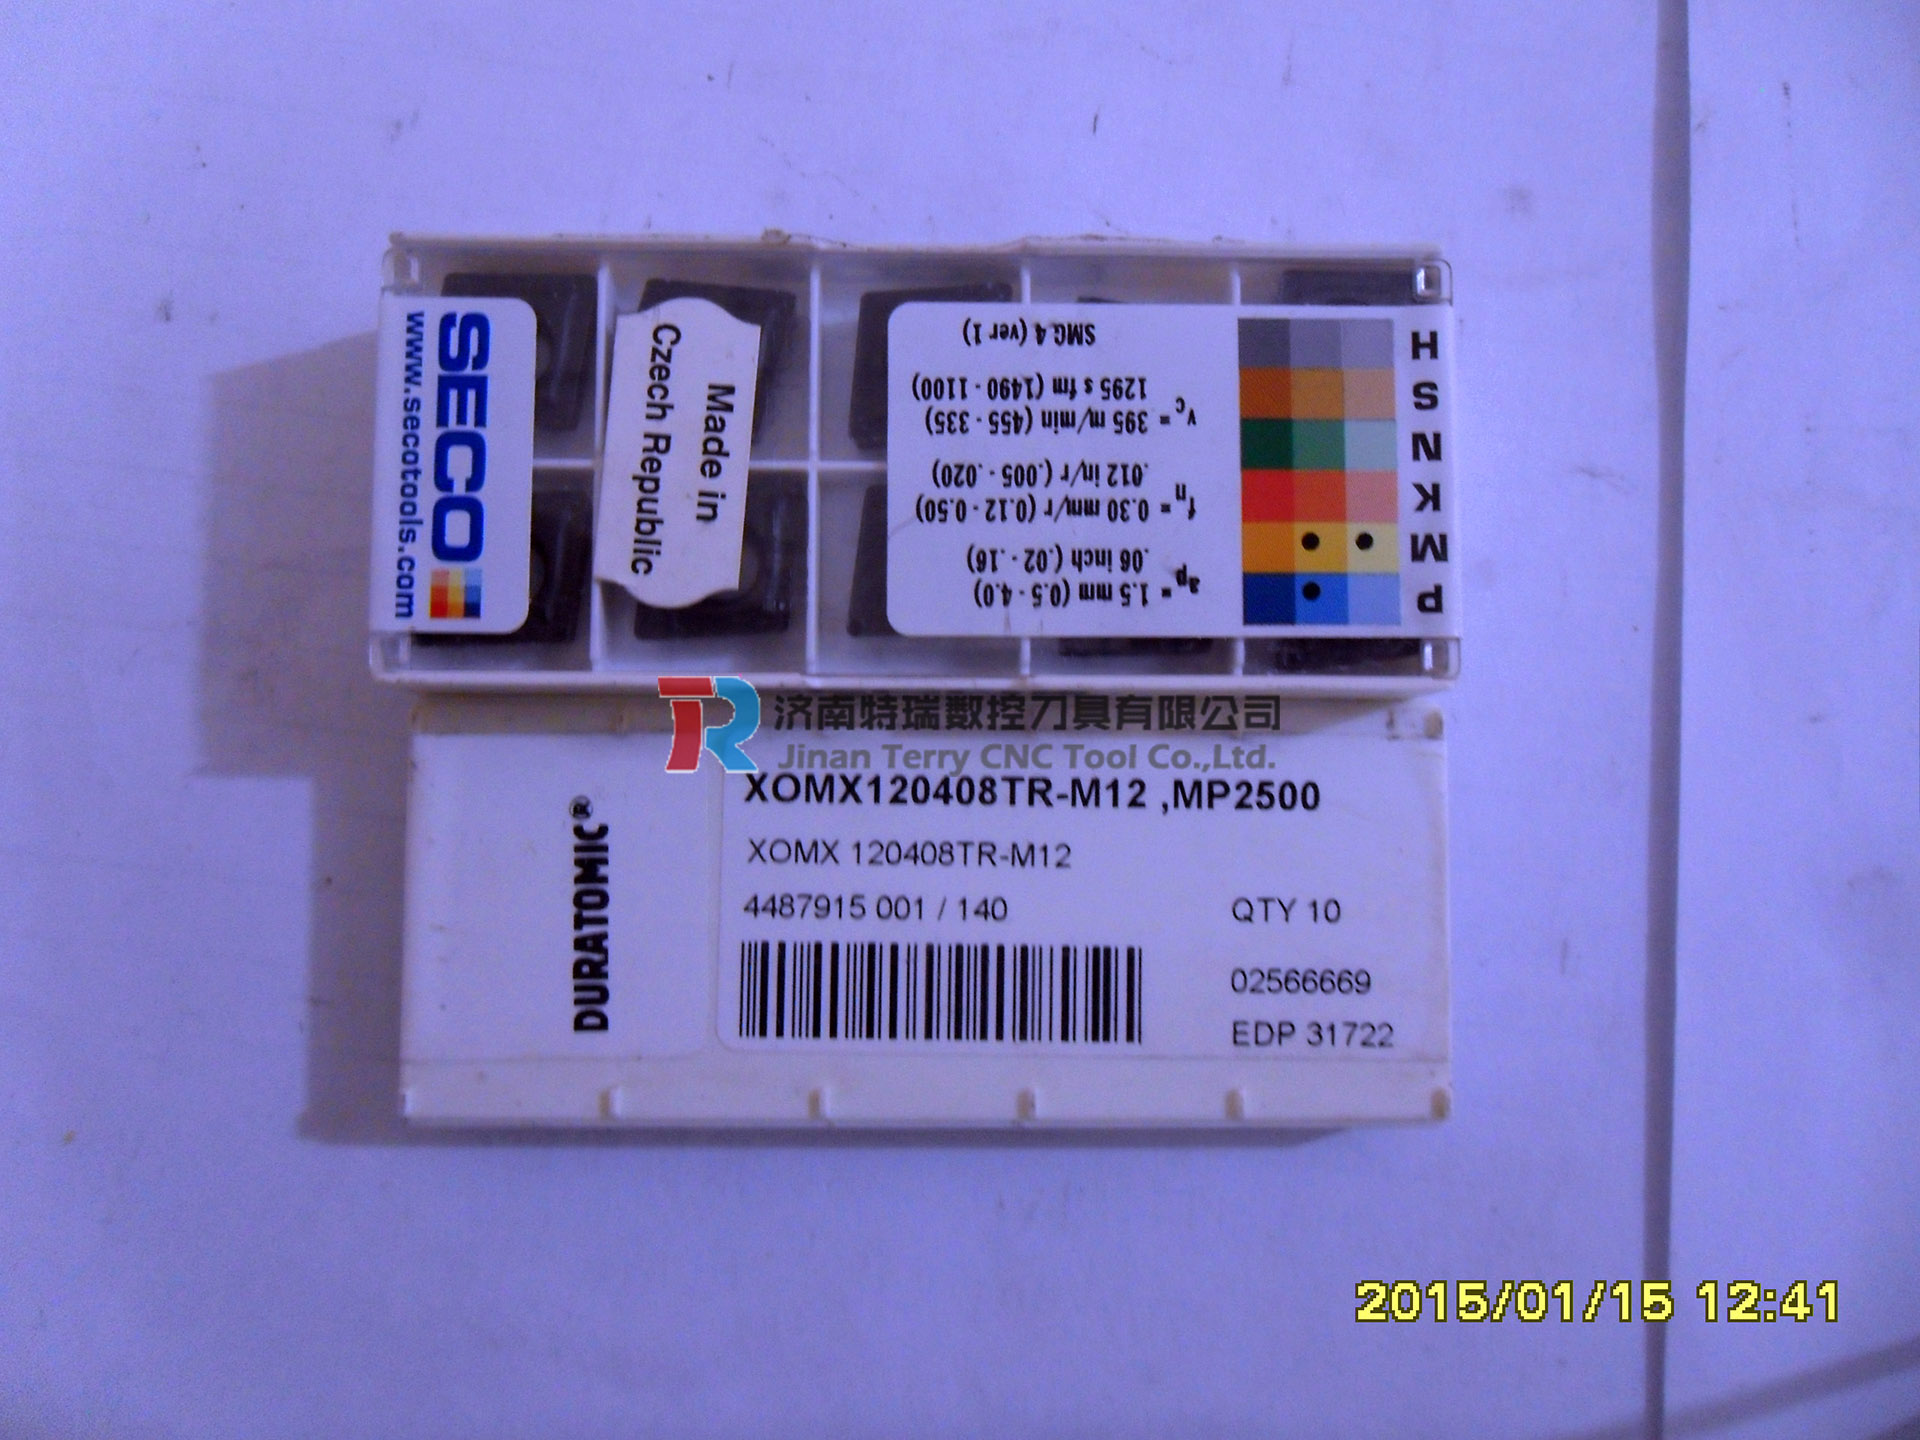 SECO
www.secotools.com
Made in
Czech Republic
SMG 4 (ver 1)
vc = 395 m/min (455 - 335)
1295 s fm (1490 - 1100)
fn = 0.30 mm/r (0.12 - 0.50)
.012 in/r (.005 - .020)
ap = 1.5 mm (0.5 - 4.0)
.06 inch (.02 - .16)
H
S
N
K
M
P
济南特瑞数控刀具有限公司
Jinan Terry CNC Tool Co.,Ltd.
DURATOMIC®
XOMX120408TR-M12 ,MP2500
XOMX 120408TR-M12
4487915 001 / 140
QTY 10
02566669
EDP 31722
2015/01/15 12:41